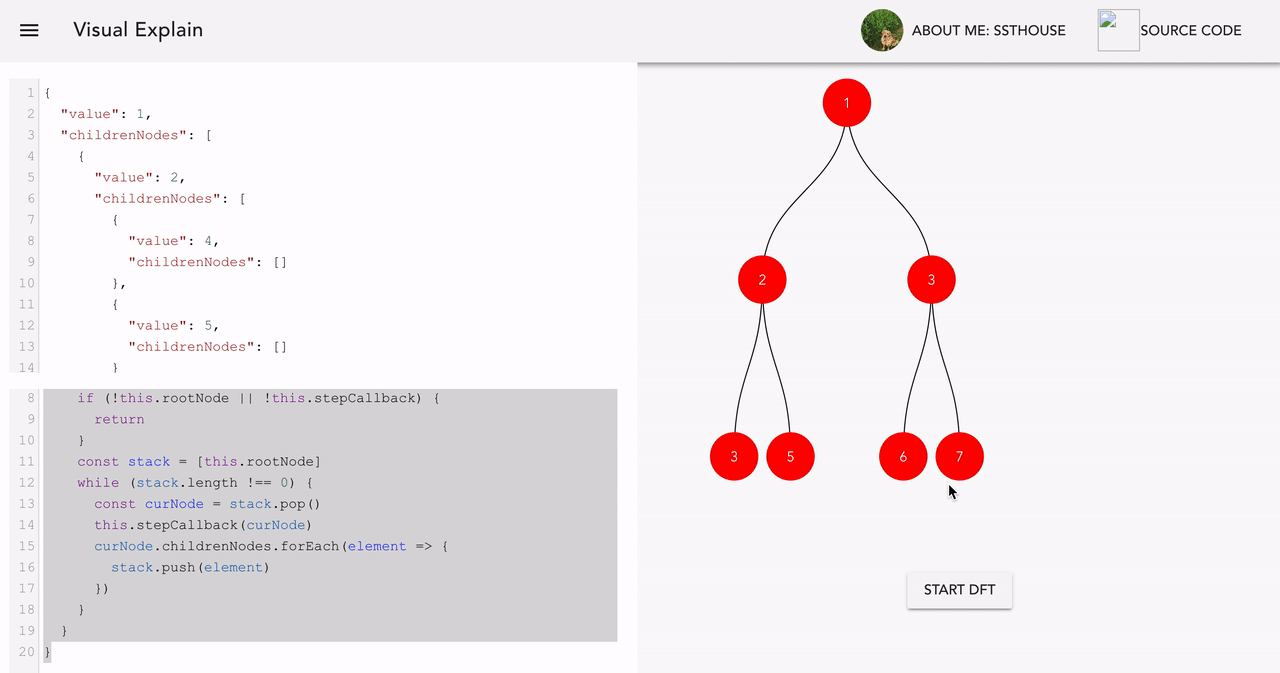 Visual Explain
ABOUT ME: SSTHOUSE
SOURCE CODE
1 {
2 "value": 1,
3 "childrenNodes": [
4 {
5 "value": 2,
6 "childrenNodes": [
7 {
8 "value": 4,
9 "childrenNodes": []
10 },
11 {
12 "value": 5,
13 "childrenNodes": []
14 }
8 if (!this.rootNode || !this.stepCallback) {
9 return
10 }
11 const stack = [this.rootNode]
12 while (stack.length !== 0) {
13 const curNode = stack.pop()
14 this.stepCallback(curNode)
15 curNode.childrenNodes.forEach(element => {
16 stack.push(element)
17 })
18 }
19 }
20 }
1
2 3
3 5 6 7
START DFT